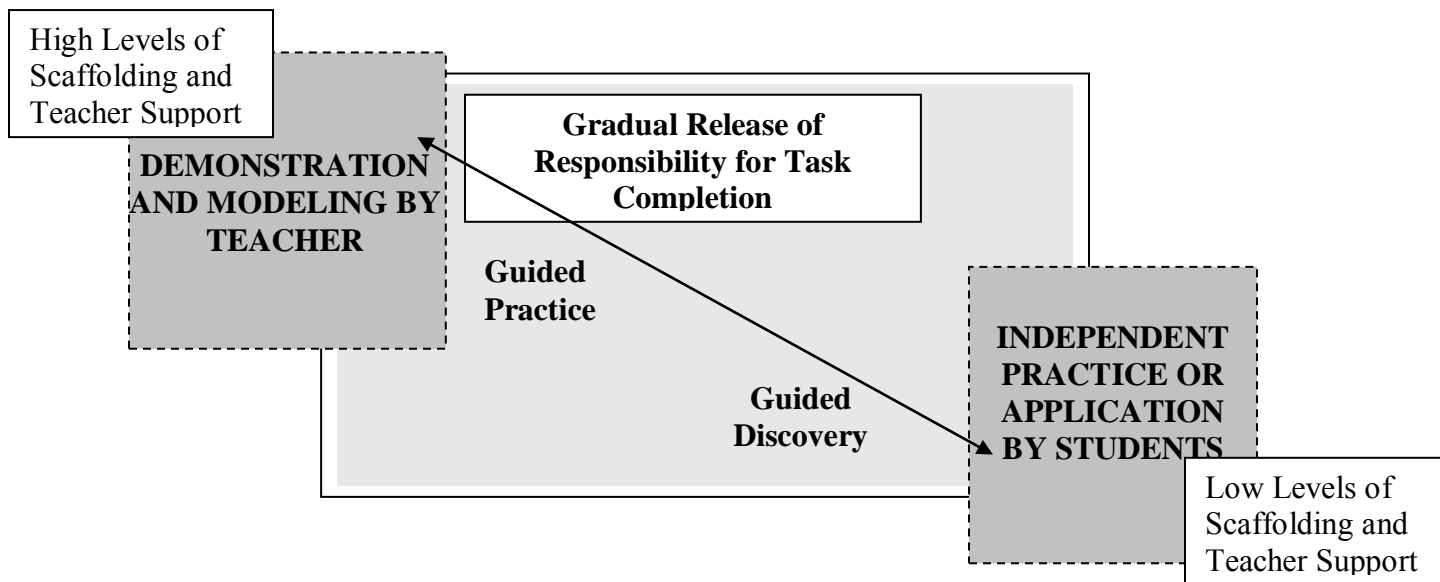 High Levels of
Scaffolding and
Teacher Support
DEMONSTRATION
AND MODELING BY
TEACHER
Gradual Release of
Responsibility for Task
Completion
Guided
Practice
Guided
Discovery
INDEPENDENT
PRACTICE OR
APPLICATION
BY STUDENTS
Low Levels of
Scaffolding and
Teacher Support